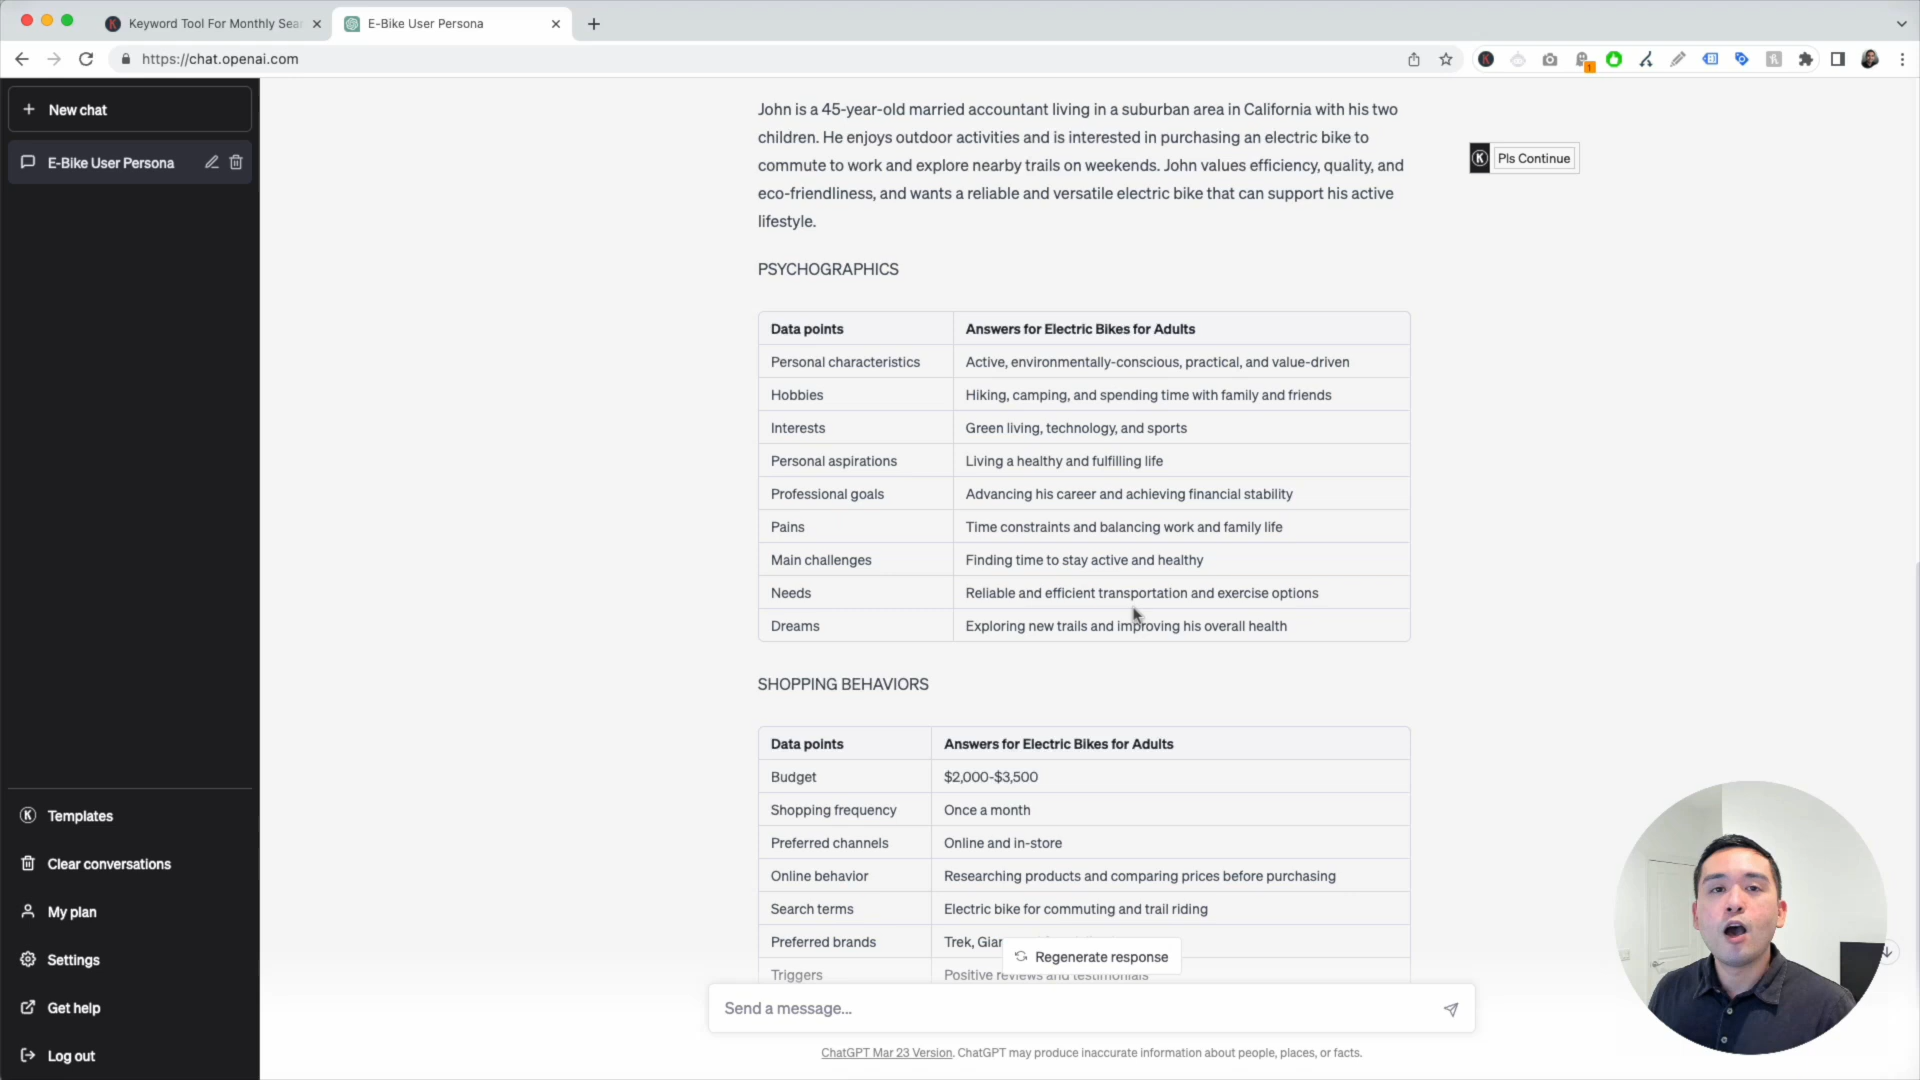 Keyword Tool For Monthly Sea
E-Bike User Persona
https://chat.openai.com
1
New chat
E-Bike User Persona
John is a 45-year-old married accountant living in a suburban area in California with his two
children. He enjoys outdoor activities and is interested in purchasing an electric bike to
commute to work and explore nearby trails on weekends. John values efficiency, quality, and
eco-friendliness, and wants a reliable and versatile electric bike that can support his active
lifestyle.
K Pls Continue
PSYCHOGRAPHICS
Data points Answers for Electric Bikes for Adults
Personal characteristics Active, environmentally-conscious, practical, and value-driven
Hobbies Hiking, camping, and spending time with family and friends
Interests Green living, technology, and sports
Personal aspirations Living a healthy and fulfilling life
Professional goals Advancing his career and achieving financial stability
Pains Time constraints and balancing work and family life
Main challenges Finding time to stay active and healthy
Needs Reliable and efficient transportation and exercise options
Dreams Exploring new trails and improving his overall health
SHOPPING BEHAVIORS
Data points Answers for Electric Bikes for Adults
Budget $2,000-$3,500
Shopping frequency Once a month
Preferred channels Online and in-store
Online behavior Researching products and comparing prices before purchasing
Search terms Electric bike for commuting and trail riding
Preferred brands Trek, Gia
Triggers Positive reviews and testimonials
Regenerate response
Send a message...
ChatGPT Mar 23 Version. ChatGPT may produce inaccurate information about people, places, or facts.
K Templates
Clear conversations
My plan
Settings
Get help
Log out